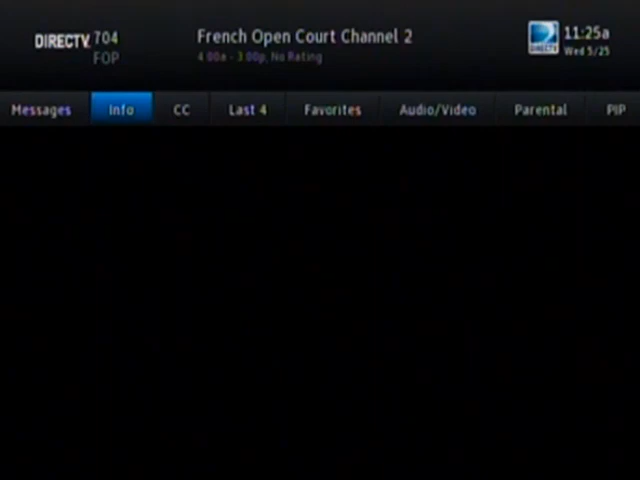 DIRECTV 704
FOP
French Open Court Channel 2
4:00a - 3:00p, No Rating
DIRECTV
11:25a
Wed 5/25
Messages Info CC Last 4 Favorites Audio/Video Parental PIP